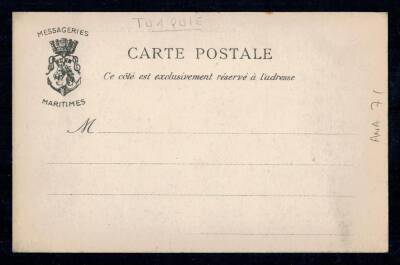 TURQUIE
MESSAGERIES
MARITIMES
CARTE POSTALE
Ce côté est exclusivement réservé à l'adresse
M